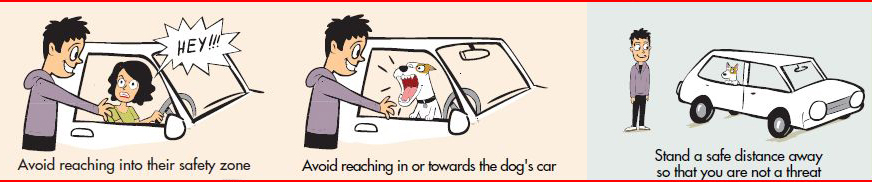 HEY!!!
Avoid reaching into their safety zone
Avoid reaching in or towards the dog's car
Stand a safe distance away
so that you are not a threat